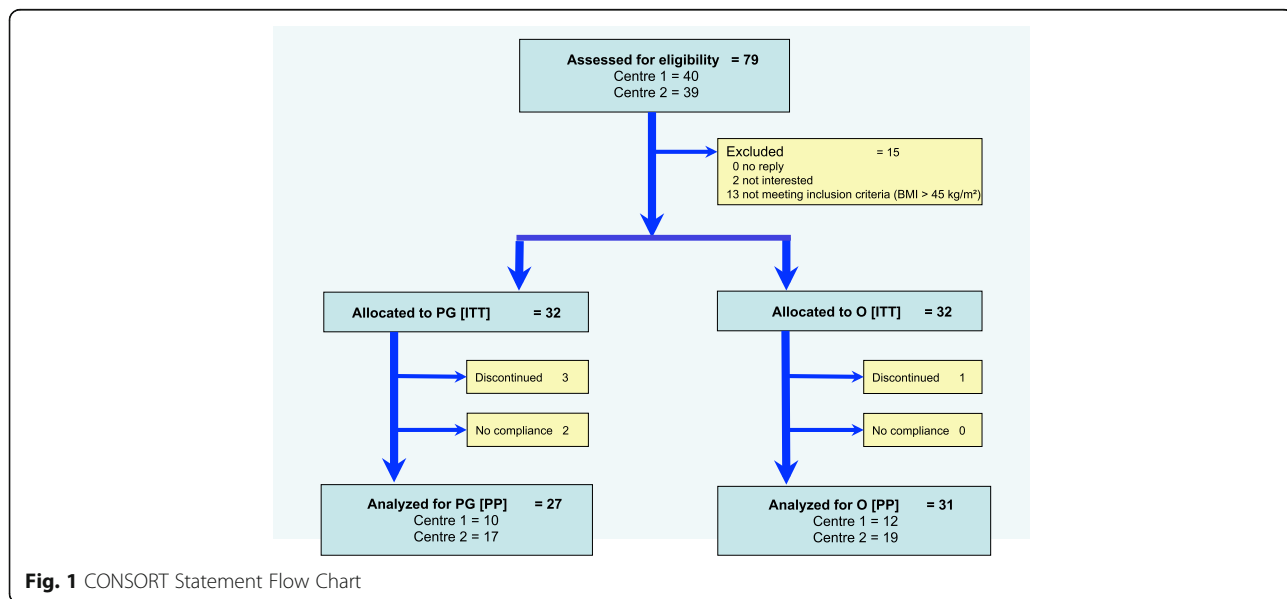 Assessed for eligibility = 79
Centre 1 = 40
Centre 2 = 39
Excluded = 15
0 no reply
2 not interested
13 not meeting inclusion criteria (BMI > 45 kg/m²)
Allocated to PG [ITT] = 32
Allocated to O [ITT] = 32
Discontinued 3
Discontinued 1
No compliance 2
No compliance 0
Analyzed for PG [PP] = 27
Centre 1 = 10
Centre 2 = 17
Analyzed for O [PP] = 31
Centre 1 = 12
Centre 2 = 19
Fig. 1 CONSORT Statement Flow Chart